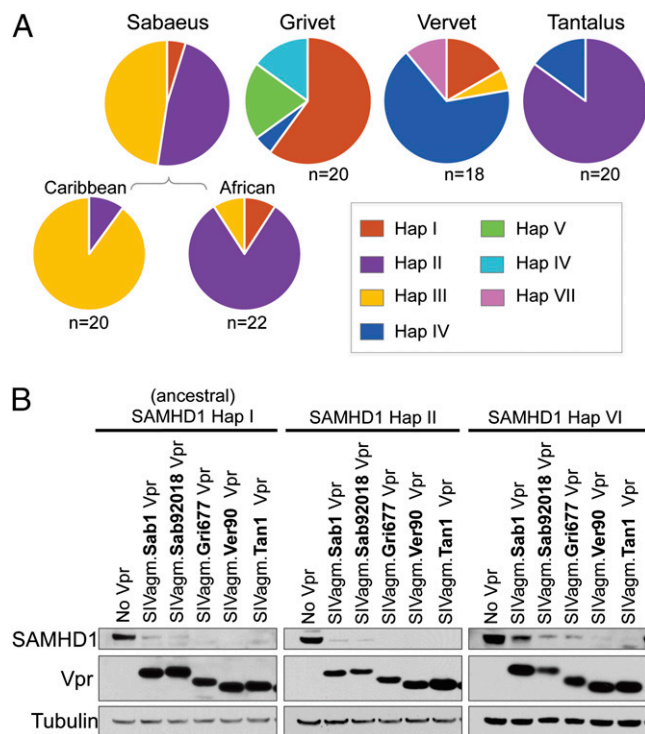 A
Sabaeus Grivet Vervet Tantalus
n=20 n=18 n=20
Caribbean African
n=20 n=22
Hap I Hap V
Hap II Hap IV
Hap III Hap VII
Hap IV
B
(ancestral)
SAMHD1 Hap I SAMHD1 Hap II SAMHD1 Hap VI
No Vpr
SIVagm.Sab1 Vpr
SIVagm.Sab92018 Vpr
SIVagm.Gri677 Vpr
SIVagm.Ver90 Vpr
SIVagm.Tan1 Vpr
No Vpr
SIVagm.Sab1 Vpr
SIVagm.Sab92018 Vpr
SIVagm.Gri677 Vpr
SIVagm.Ver90 Vpr
SIVagm.Tan1 Vpr
No Vpr
SIVagm.Sab1 Vpr
SIVagm.Sab92018 Vpr
SIVagm.Gri677 Vpr
SIVagm.Ver90 Vpr
SIVagm.Tan1 Vpr
SAMHD1
Vpr
Tubulin